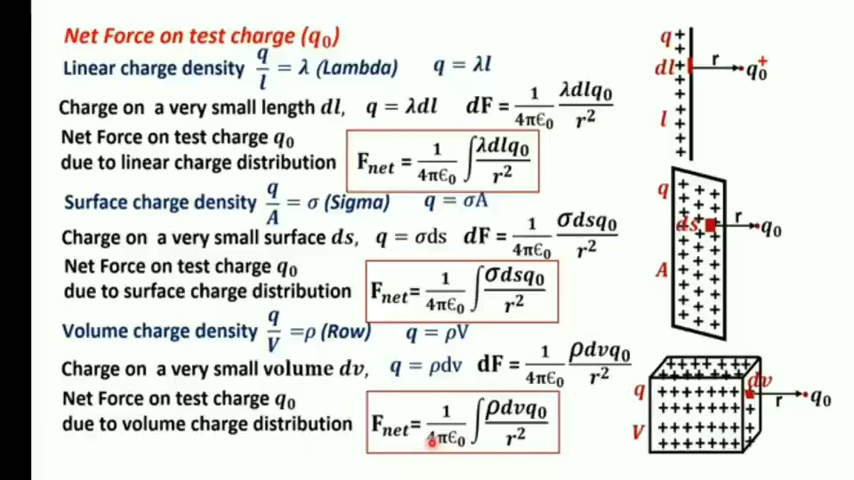 Net Force on test charge (q₀)
Linear charge density q/l = λ (Lambda) q = λl
Charge on a very small length dl, q = λdl dF = 1/4πϵ₀ λdlq₀/r²
Net Force on test charge q₀
due to linear charge distribution F_net = 1/4πϵ₀ ∫ λdlq₀/r²
Surface charge density q/A = σ (Sigma) q = σA
Charge on a very small surface ds, q = σds dF = 1/4πϵ₀ σdsq₀/r²
Net Force on test charge q₀
due to surface charge distribution F_net= 1/4πϵ₀ ∫ σdsq₀/r²
Volume charge density q/V =ρ (Row) q = ρV
Charge on a very small volume dv, q = ρdv dF = 1/4πϵ₀ ρdvq₀/r²
Net Force on test charge q₀
due to volume charge distribution F_net= 1/4πϵ₀ ∫ ρdvq₀/r²
q
dl r q₀⁺
l
q
ds r q₀
A
dv
q r q₀
V